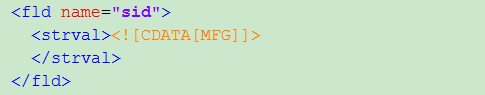 <fld name="sid">
<strval><![CDATA[MFG]]>
</strval>
</fld>